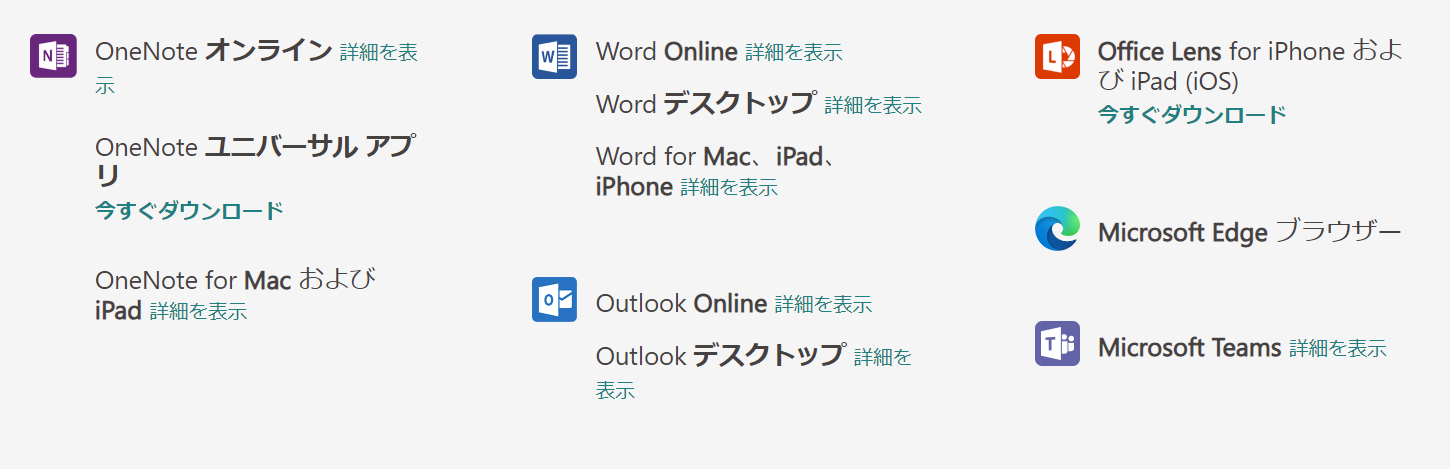 OneNote オンライン 詳細を表
示
OneNote ユニバーサル アプ
リ
今すぐダウンロード
OneNote for Mac および
iPad 詳細を表示
Word Online 詳細を表示
Word デスクトップ 詳細を表示
Word for Mac、iPad、
iPhone 詳細を表示
Outlook Online 詳細を表示
Outlook デスクトップ 詳細を
表示
Office Lens for iPhone およ
び iPad (iOS)
今すぐダウンロード
Microsoft Edge ブラウザー
Microsoft Teams 詳細を表示